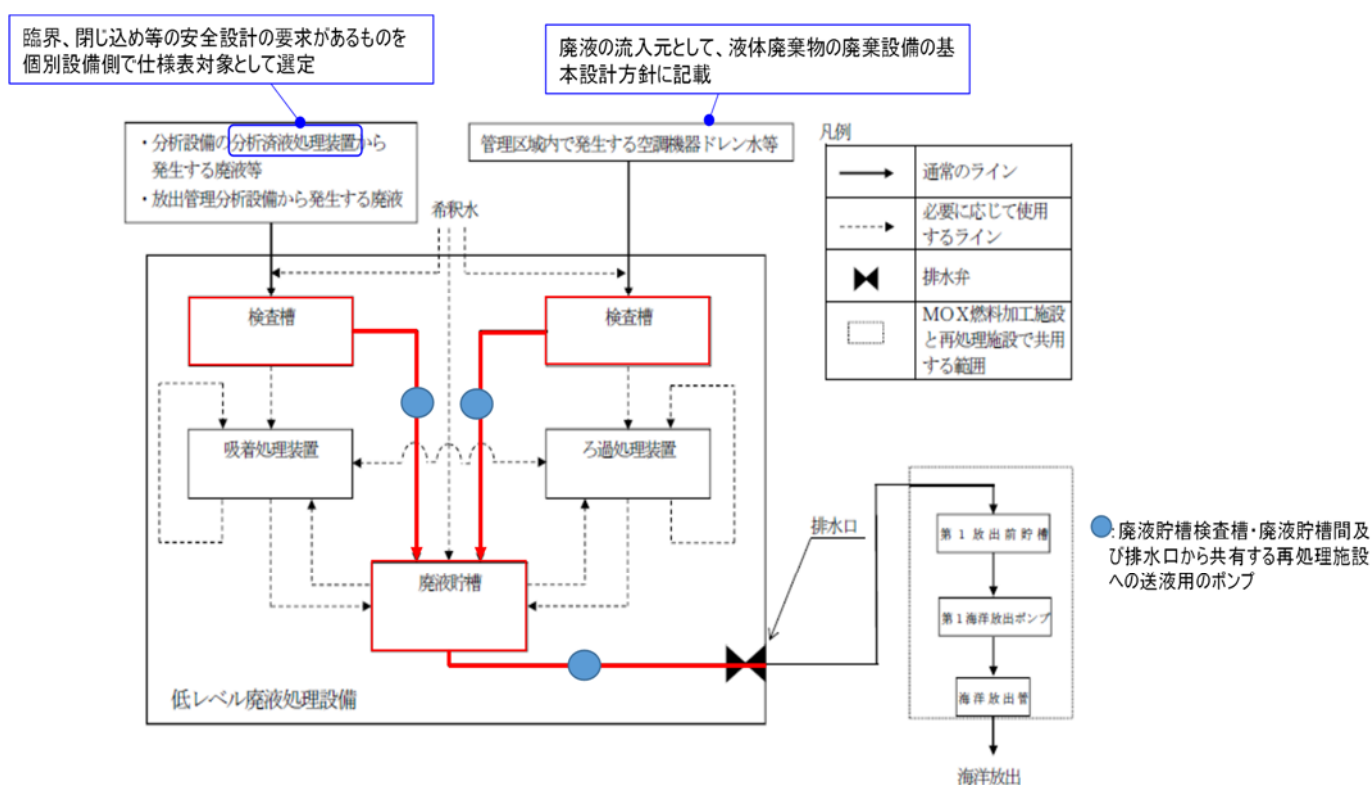 臨界、閉じ込め等の安全設計の要求があるものを
個別設備側で仕様表対象として選定
廃液の流入元として、液体廃棄物の廃棄設備の基
本設計方針に記載
・分析設備の分析済液処理装置から
発生する廃液等
・放出管理分析設備から発生する廃液
管理区域内で発生する空調機器ドレン水等
希釈水
凡例
通常のライン
必要に応じて使用
するライン
排水弁
MOX燃料加工施設
と再処理施設で共用
する範囲
検査槽
検査槽
吸着処理装置
ろ過処理装置
廃液貯槽
低レベル廃液処理設備
排水口
第1放出前貯槽
第1海洋放出ポンプ
海洋放出管
海洋放出
:廃液貯槽検査槽・廃液貯槽間及
び排水口から共有する再処理施設
への送液用のポンプ